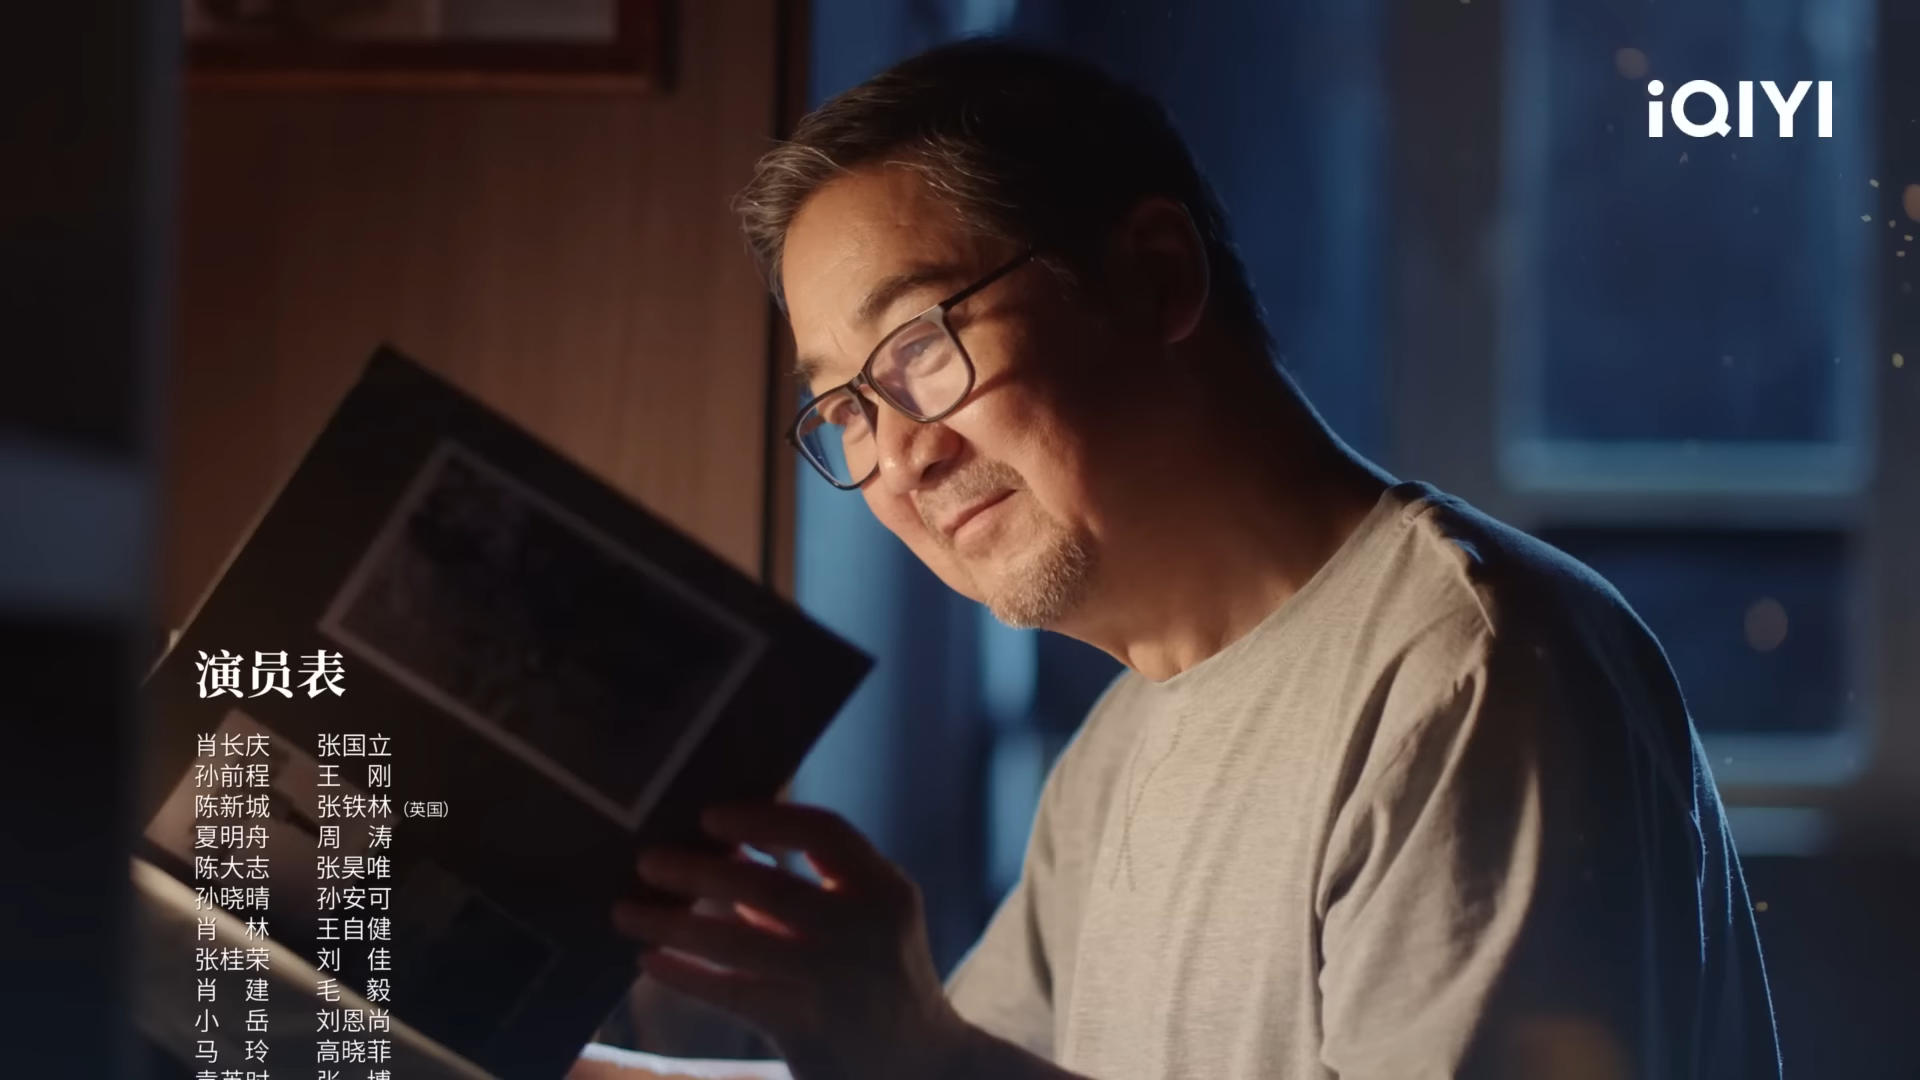 iQIYI
演员表
肖长庆 张国立
孙前程 王 刚
陈新城 张铁林（英国）
夏明舟 周 涛
陈大志 张昊唯
孙晓晴 孙安可
肖 林 王自健
张桂荣 刘 佳
肖 建 毛 毅
小 岳 刘恩尚
马 玲 高晓菲